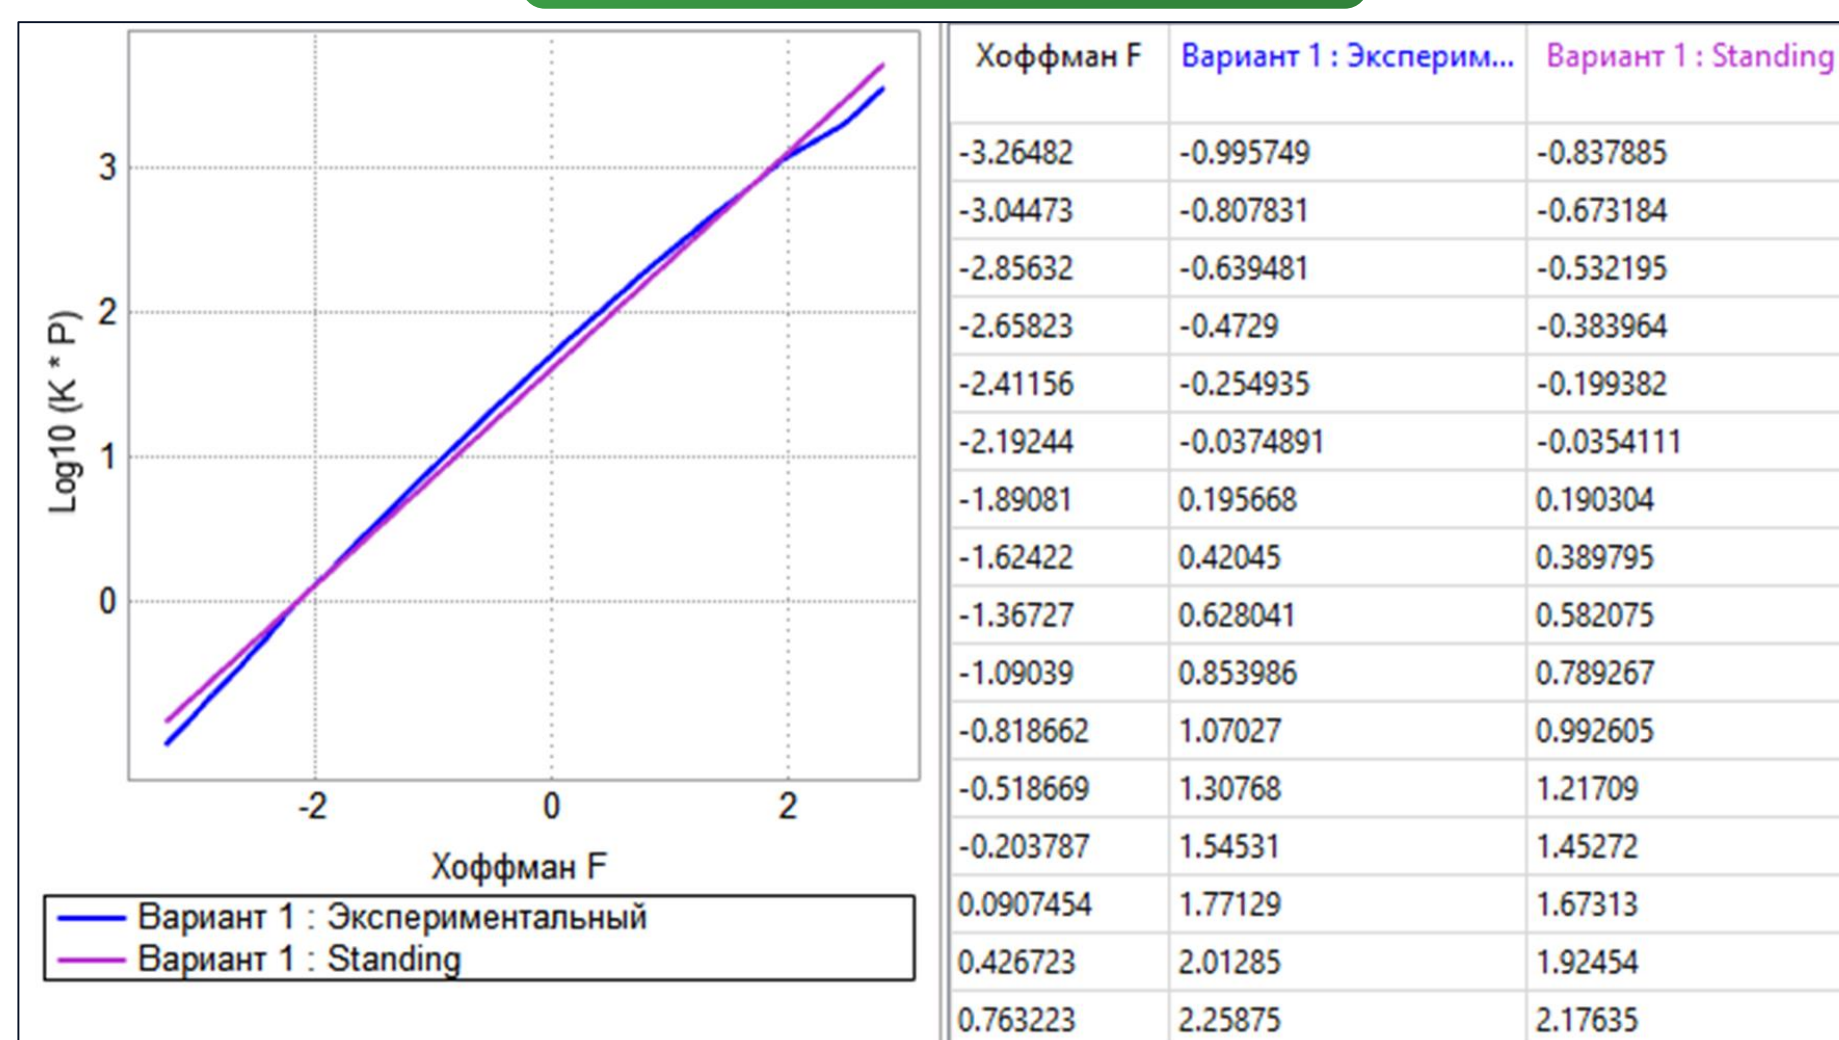 3
2
1
0
Log10 (K * P)
-2 0 2
Хоффман F
Вариант 1 : Экспериментальный
Вариант 1 : Standing
Хоффман F Вариант 1 : Эксперим... Вариант 1 : Standing
-3.26482 -0.995749 -0.837885
-3.04473 -0.807831 -0.673184
-2.85632 -0.639481 -0.532195
-2.65823 -0.4729 -0.383964
-2.41156 -0.254935 -0.199382
-2.19244 -0.0374891 -0.0354111
-1.89081 0.195668 0.190304
-1.62422 0.42045 0.389795
-1.36727 0.628041 0.582075
-1.09039 0.853986 0.789267
-0.818662 1.07027 0.992605
-0.518669 1.30768 1.21709
-0.203787 1.54531 1.45272
0.0907454 1.77129 1.67313
0.426723 2.01285 1.92454
0.763223 2.25875 2.17635